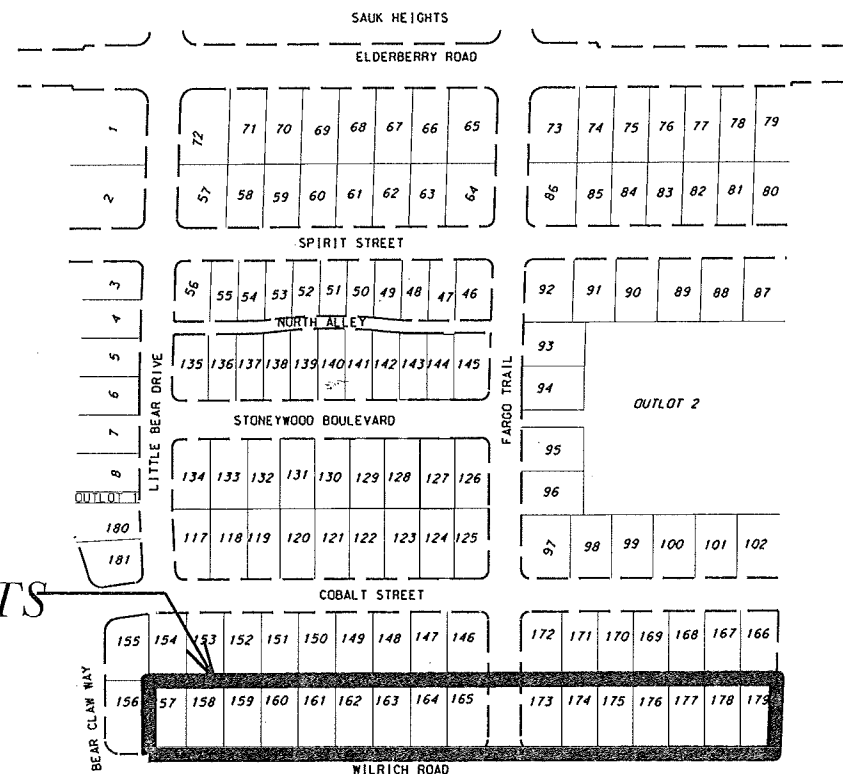 SAUK HEIGHTS
ELDERBERRY ROAD
1 72 71 70 69 68 67 66 65 73 74 75 76 77 78 79
2 57 58 59 60 61 62 63 64 86 85 84 83 82 81 80
SPIRIT STREET
3 56 55 54 53 52 51 50 49 48 47 46 92 91 90 89 88 87
4 NORTH ALLEY
93
5 135 136 137 138 139 140 141 142 143 144 145
6 94 OUTLOT 2
LITTLE BEAR DRIVE
FARGO TRAIL
STONEYWOOD BOULEVARD
7 95
8 134 133 132 131 130 129 128 127 126 96
OUTLOT 1
180 117 118 119 120 121 122 123 124 125 97 98 99 100 101 102
181
COBALT STREET
TS
155 154 153 152 151 150 149 148 147 146 172 171 170 169 168 167 166
BEAR CLAW WAY
156 57 158 159 160 161 162 163 164 165 173 174 175 176 177 178 179
WILRICH ROAD